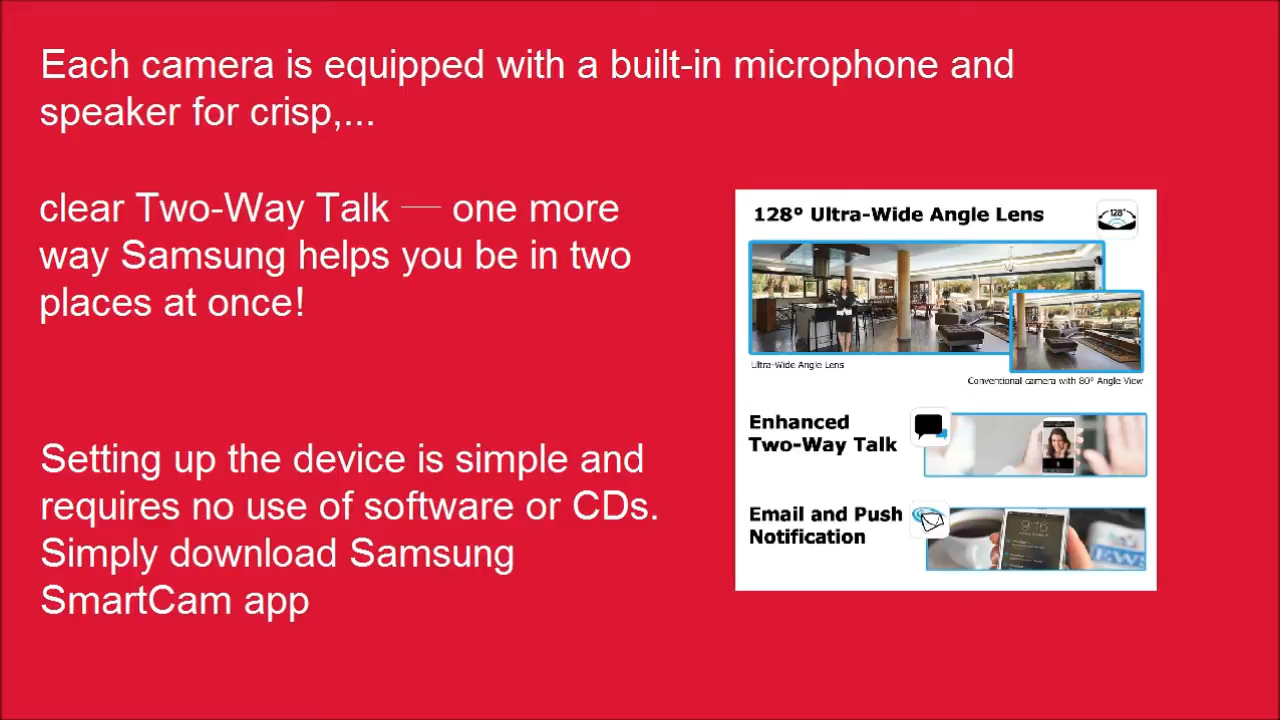 Each camera is equipped with a built-in microphone and
speaker for crisp,...
clear Two-Way Talk — one more
way Samsung helps you be in two
places at once!
Setting up the device is simple and
requires no use of software or CDs.
Simply download Samsung
SmartCam app
128° Ultra-Wide Angle Lens
128°
Ultra-Wide Angle Lens
Conventional camera with 80° Angle View
Enhanced
Two-Way Talk
Email and Push
Notification
EWS